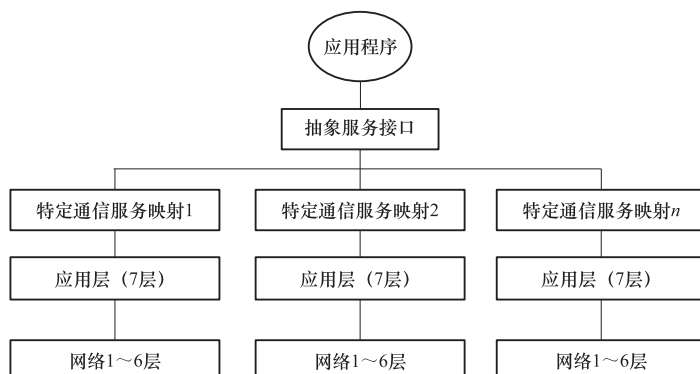 应用程序
抽象服务接口
特定通信服务映射1
特定通信服务映射2
特定通信服务映射n
应用层（7层）
应用层（7层）
应用层（7层）
网络1～6层
网络1～6层
网络1～6层